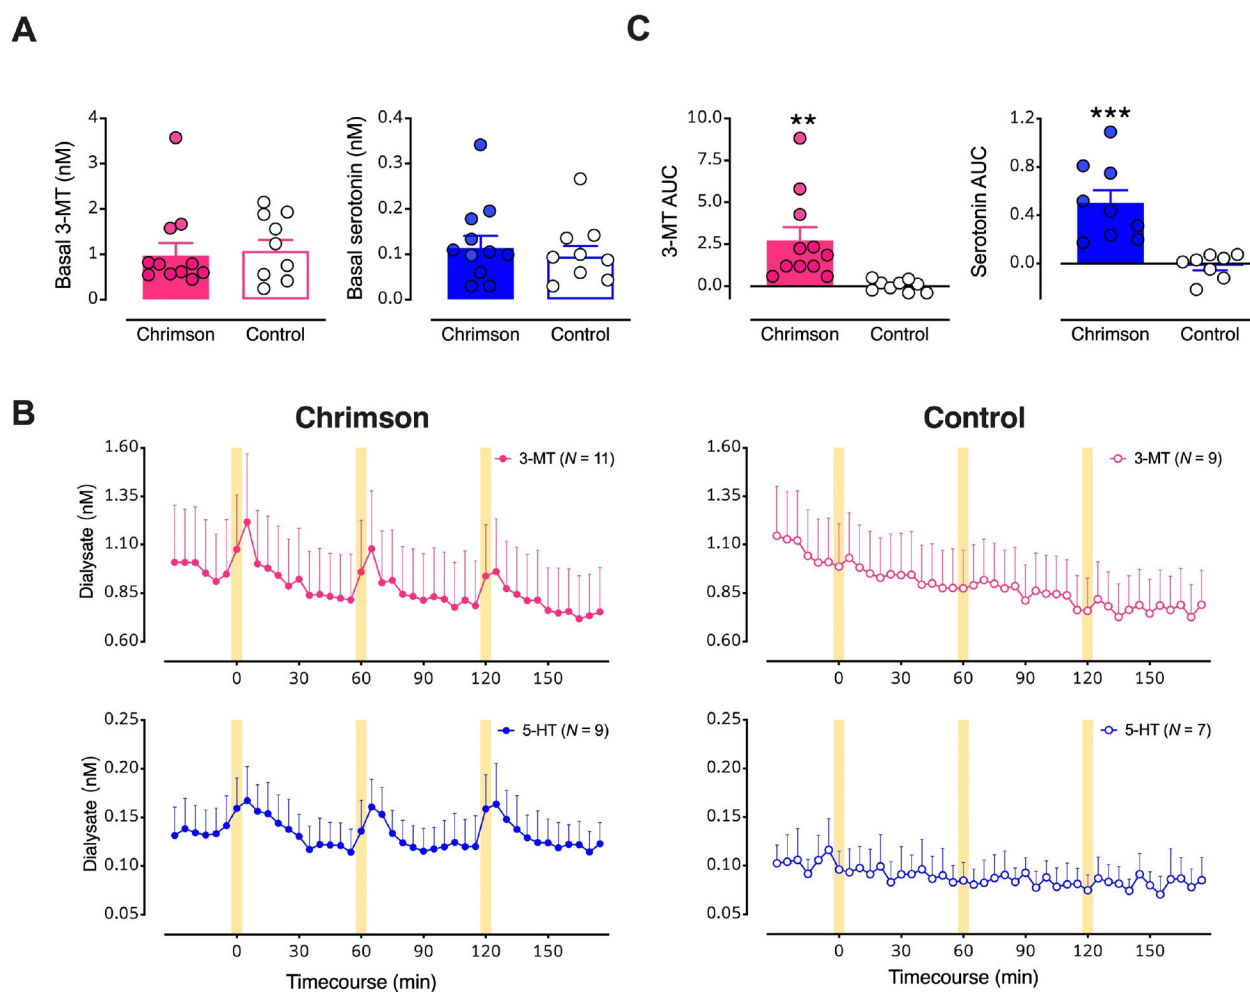 A
C
Basal 3-MT (nM)
4
3
2
1
0
Chrimson
Control
Basal serotonin (nM)
0.4
0.3
0.2
0.1
0.0
Chrimson
Control
3-MT AUC
10.0
7.5
5.0
2.5
0.0
**
Chrimson
Control
Serotonin AUC
1.2
0.8
0.4
0.0
***
Chrimson
Control
B
Chrimson
Dialysate (nM)
1.60
1.35
1.10
0.85
0.60
3-MT (N = 11)
0 30 60 90 120 150
Control
1.60
1.35
1.10
0.85
0.60
3-MT (N = 9)
0 30 60 90 120 150
Dialysate (nM)
0.25
0.20
0.15
0.10
0.05
5-HT (N = 9)
0 30 60 90 120 150
Timecourse (min)
0.25
0.20
0.15
0.10
0.05
5-HT (N = 7)
0 30 60 90 120 150
Timecourse (min)